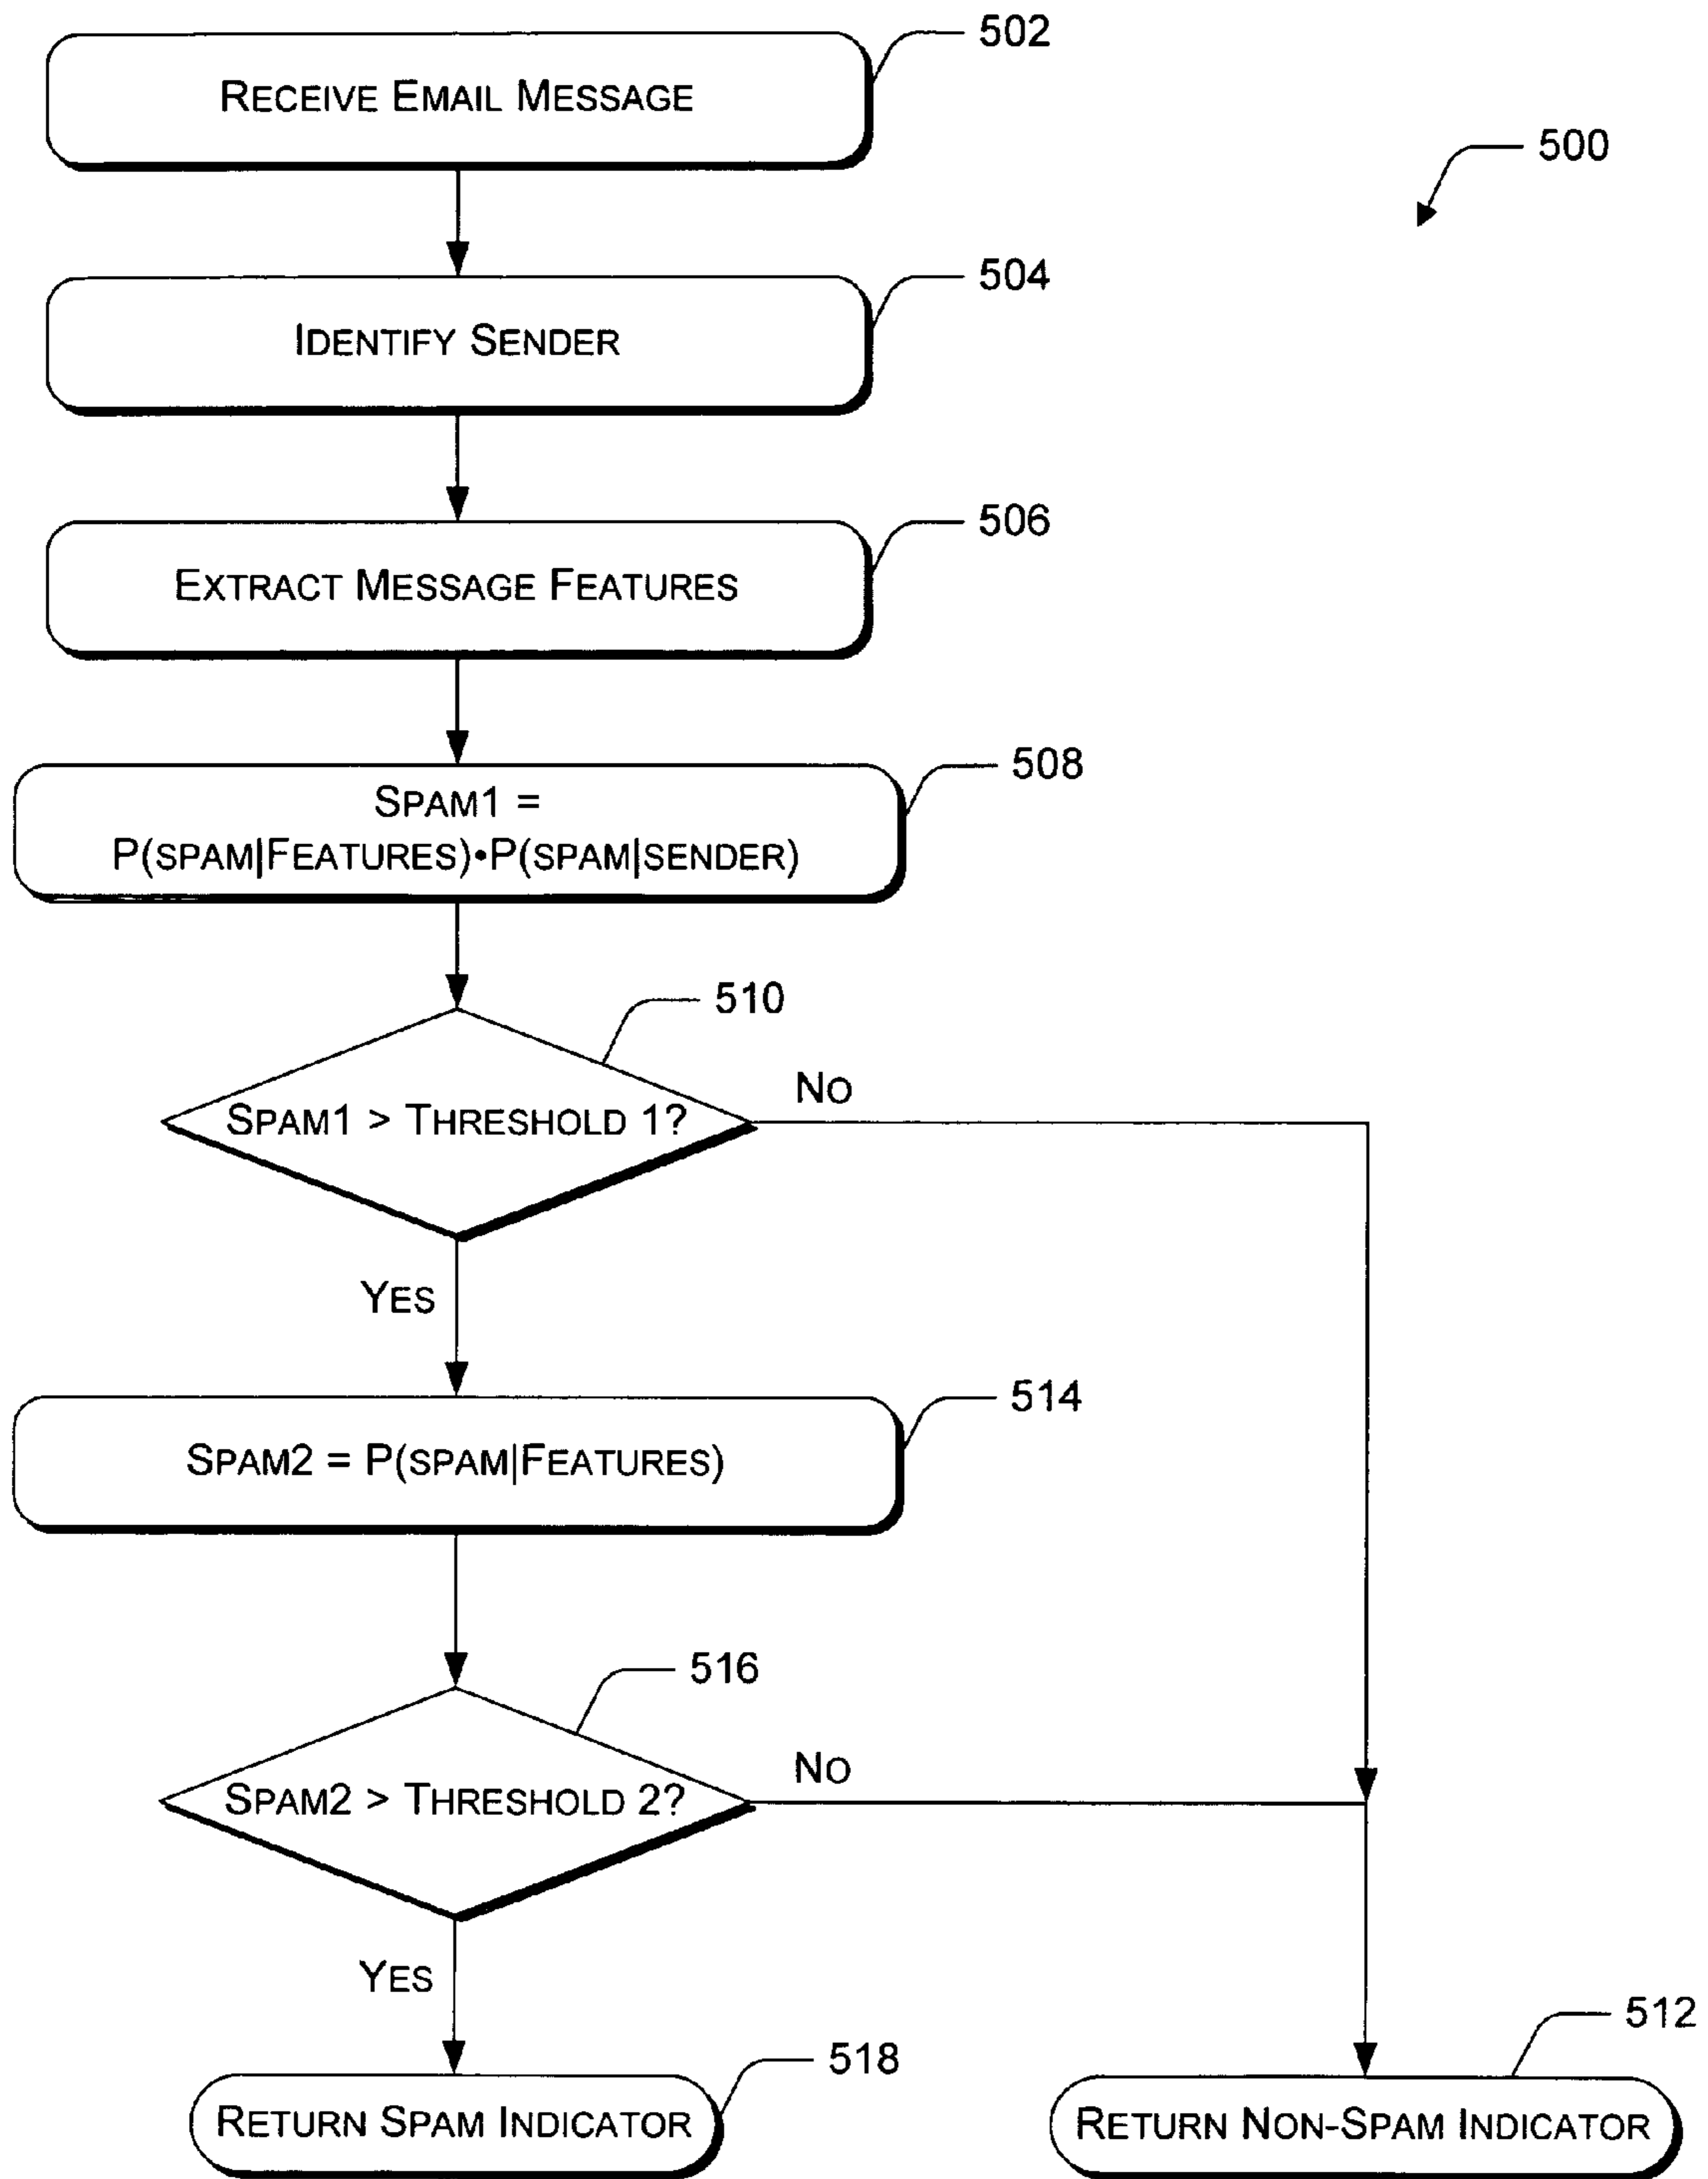 502
RECEIVE EMAIL MESSAGE
500
504
IDENTIFY SENDER
506
EXTRACT MESSAGE FEATURES
508
SPAM1 =
P(SPAM|FEATURES)•P(SPAM|SENDER)
510
NO
SPAM1 > THRESHOLD 1?
YES
514
SPAM2 = P(SPAM|FEATURES)
516
NO
SPAM2 > THRESHOLD 2?
YES
512
518
RETURN SPAM INDICATOR
RETURN NON-SPAM INDICATOR